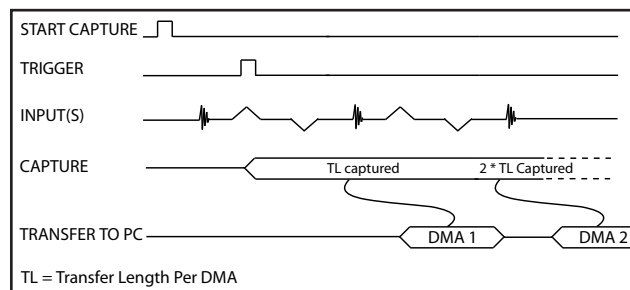 START CAPTURE
TRIGGER
INPUT(S)
CAPTURE
TL captured
2 * TL Captured
TRANSFER TO PC
DMA 1
DMA 2
TL = Transfer Length Per DMA